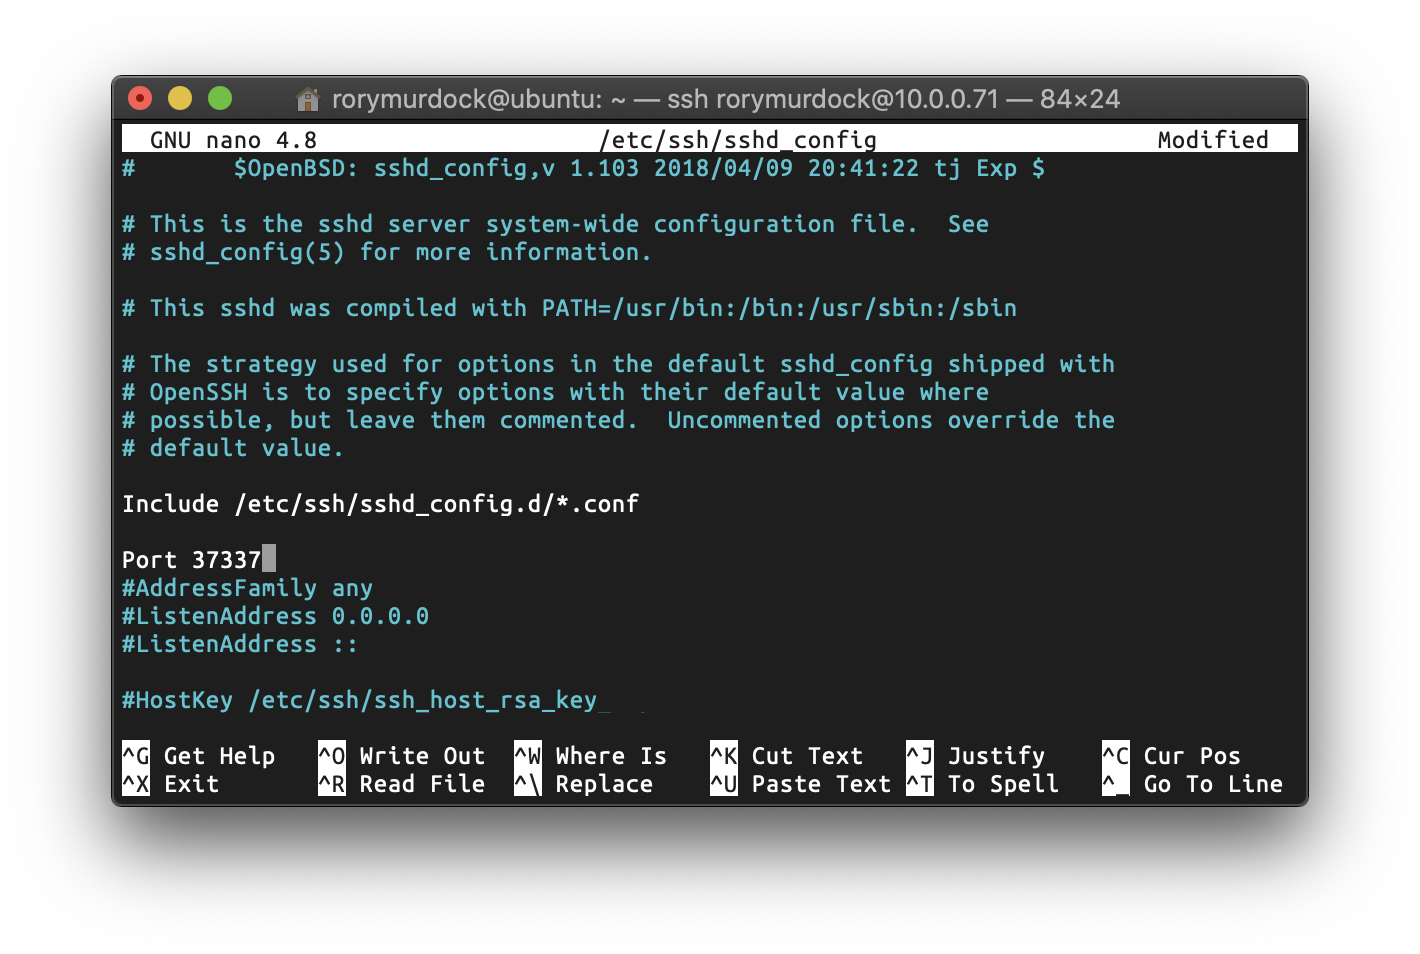 rorymurdock@ubuntu: ~ — ssh rorymurdock@10.0.0.71 — 84×24
GNU nano 4.8 /etc/ssh/sshd_config Modified
# $OpenBSD: sshd_config,v 1.103 2018/04/09 20:41:22 tj Exp $
# This is the sshd server system-wide configuration file.  See
# sshd_config(5) for more information.
# This sshd was compiled with PATH=/usr/bin:/bin:/usr/sbin:/sbin
# The strategy used for options in the default sshd_config shipped with
# OpenSSH is to specify options with their default value where
# possible, but leave them commented.  Uncommented options override the
# default value.
Include /etc/ssh/sshd_config.d/*.conf
Port 37337
#AddressFamily any
#ListenAddress 0.0.0.0
#ListenAddress ::
#HostKey /etc/ssh/ssh_host_rsa_key
^G Get Help ^O Write Out ^W Where Is ^K Cut Text ^J Justify ^C Cur Pos
^X Exit ^R Read File ^\ Replace ^U Paste Text ^T To Spell ^_ Go To Line